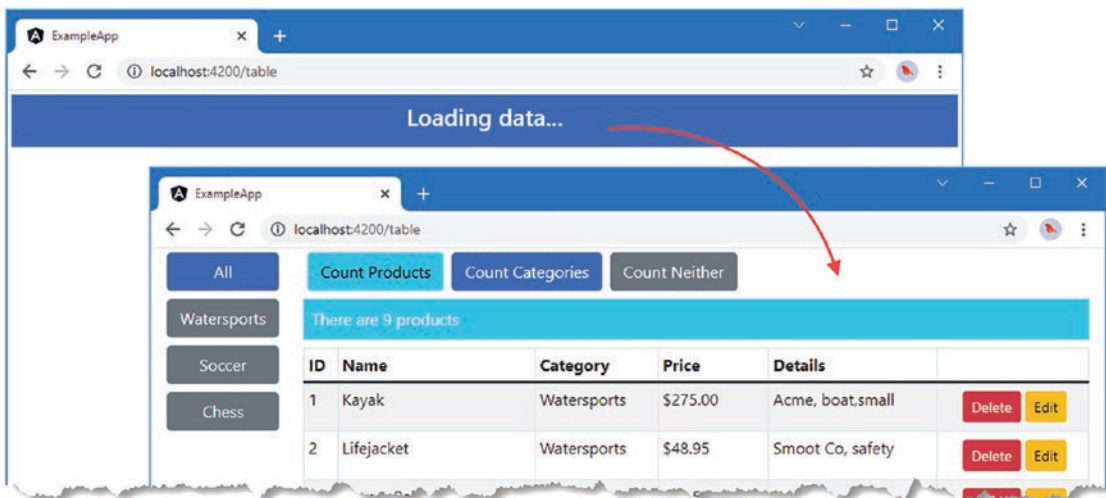 ExampleApp
localhost:4200/table
Loading data...
ExampleApp
localhost:4200/table
All
Count Products Count Categories Count Neither
Watersports
There are 9 products
Soccer
ID Name Category Price Details
1 Kayak Watersports $275.00 Acme, boat,small Delete Edit
Chess
2 Lifejacket Watersports $48.95 Smoot Co, safety Delete Edit